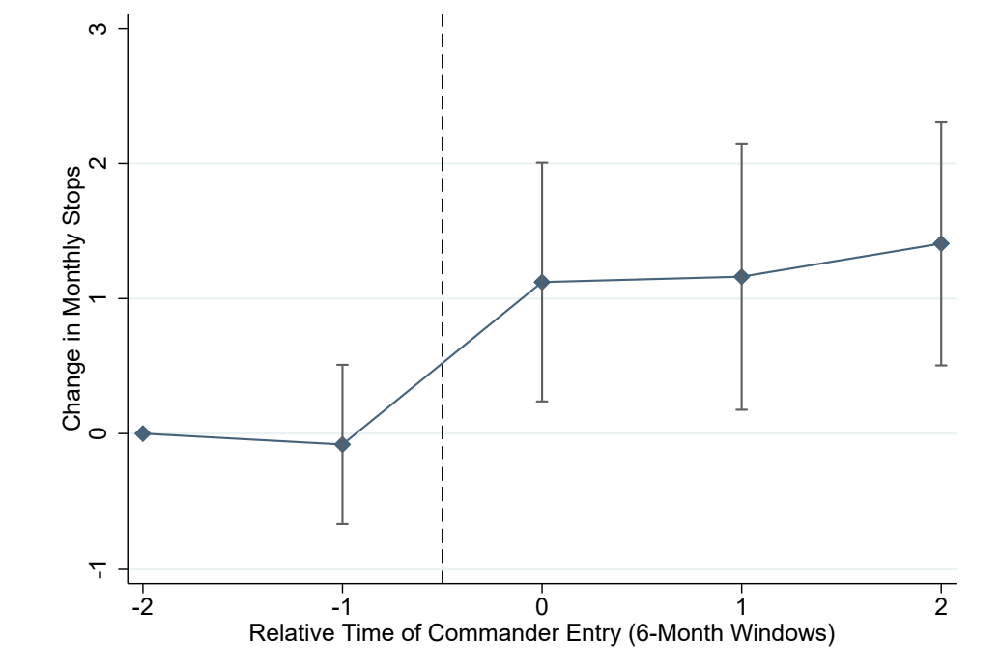 3
2
1
0
-1
Change in Monthly Stops
-2 -1 0 1 2
Relative Time of Commander Entry (6-Month Windows)